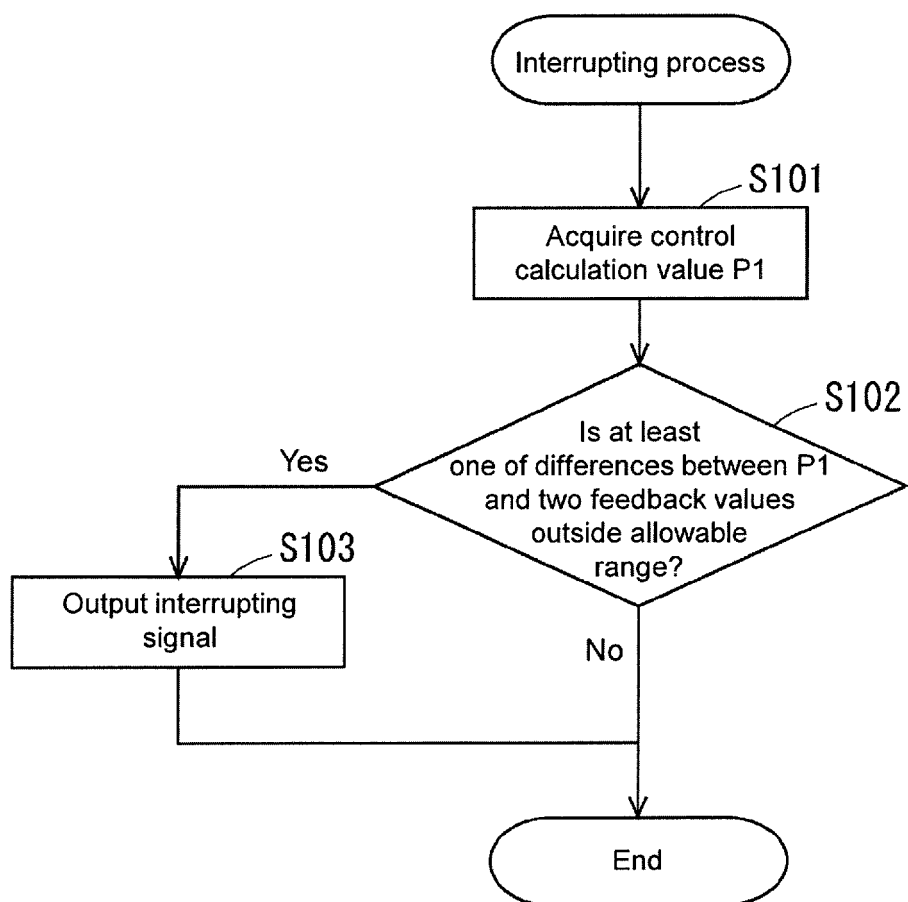 Interrupting process
S101
Acquire control
calculation value P1
S102
Is at least
one of differences between P1
and two feedback values
outside allowable
range?
Yes
S103
Output interrupting
signal
No
End